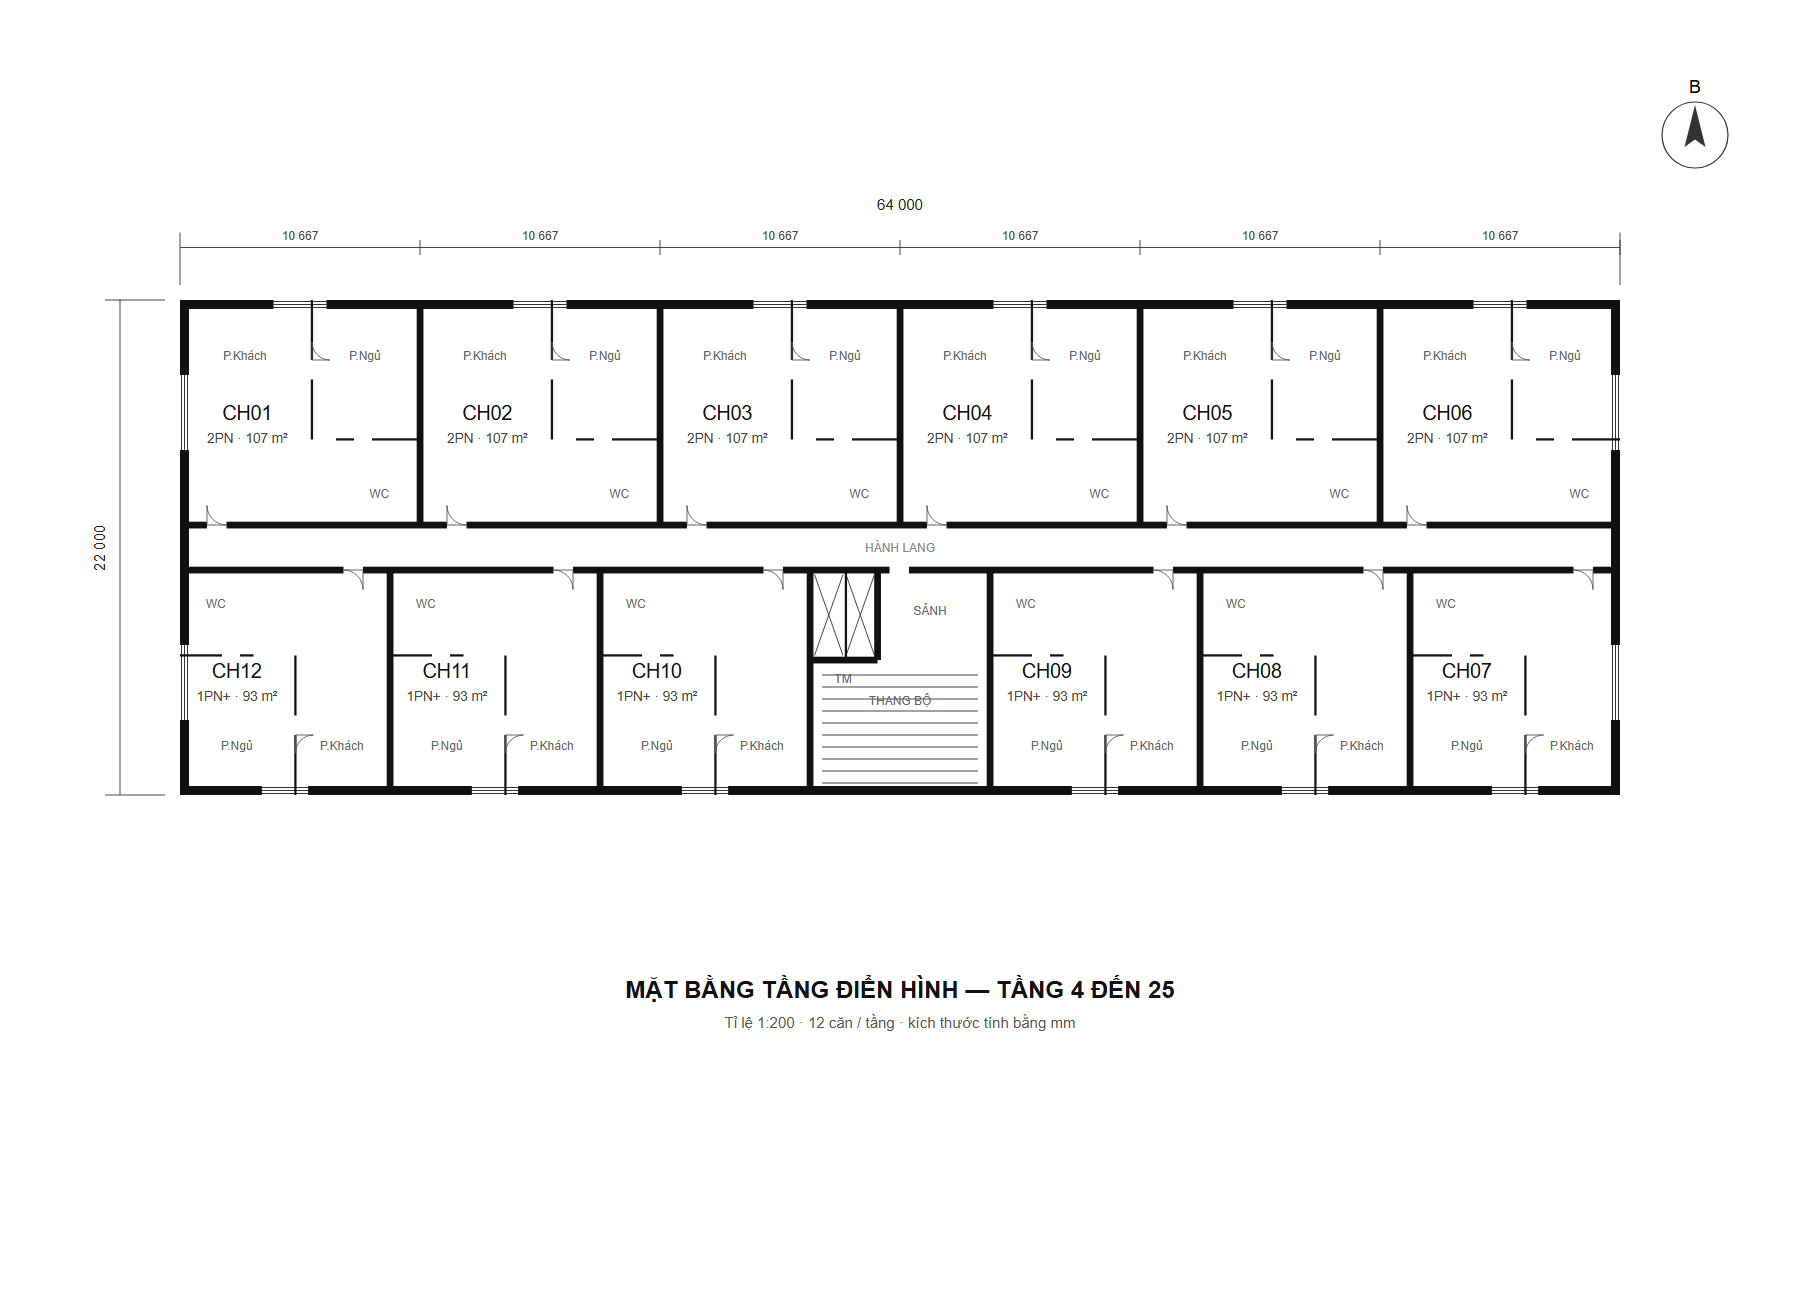 B
64 000
10 667 10 667 10 667 10 667 10 667 10 667
22 000
P.Khách P.Ngủ P.Khách P.Ngủ P.Khách P.Ngủ P.Khách P.Ngủ P.Khách P.Ngủ P.Khách P.Ngủ
CH01 CH02 CH03 CH04 CH05 CH06
2PN · 107 m² 2PN · 107 m² 2PN · 107 m² 2PN · 107 m² 2PN · 107 m² 2PN · 107 m²
WC WC WC WC WC WC
HÀNH LANG
WC WC WC SẢNH WC WC WC
CH12 CH11 CH10 TM CH09 CH08 CH07
1PN+ · 93 m² 1PN+ · 93 m² 1PN+ · 93 m² THANG BỘ 1PN+ · 93 m² 1PN+ · 93 m² 1PN+ · 93 m²
P.Ngủ P.Khách P.Ngủ P.Khách P.Ngủ P.Khách P.Ngủ P.Khách P.Ngủ P.Khách P.Ngủ P.Khách
MẶT BẰNG TẦNG ĐIỂN HÌNH — TẦNG 4 ĐẾN 25
Tỉ lệ 1:200 · 12 căn / tầng · kích thước tính bằng mm